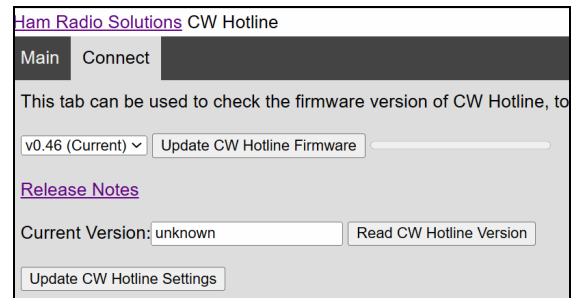 Ham Radio Solutions CW Hotline
Main Connect
This tab can be used to check the firmware version of CW Hotline, to
v0.46 (Current) Update CW Hotline Firmware
Release Notes
Current Version: unknown Read CW Hotline Version
Update CW Hotline Settings